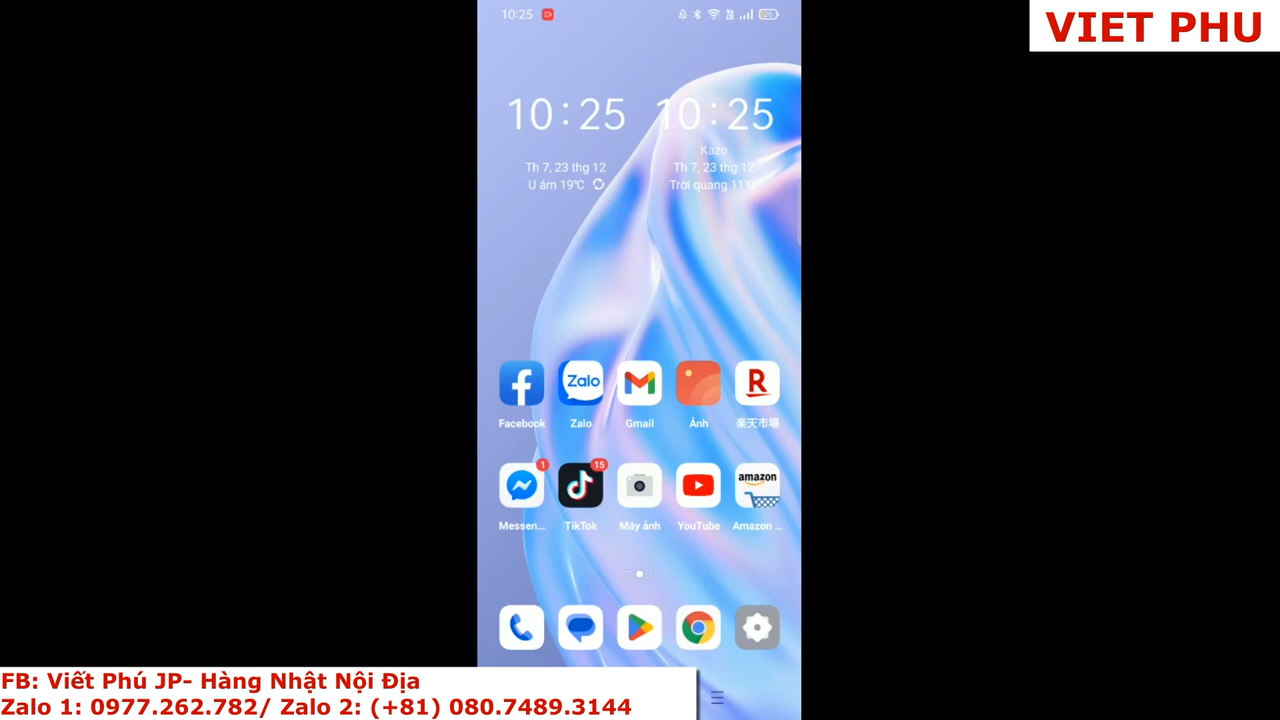 10:25
VIET PHU
10:25 10:25
Kazo
Th 7, 23 thg 12 Th 7, 23 thg 12
U ám 19°C Trời quang 11°C
Zalo R
Facebook Zalo Gmail Ảnh 楽天市場
1 15 amazon
Messen... TikTok Máy ảnh YouTube Amazon ...
FB: Viết Phú JP- Hàng Nhật Nội Địa
Zalo 1: 0977.262.782/ Zalo 2: (+81) 080.7489.3144